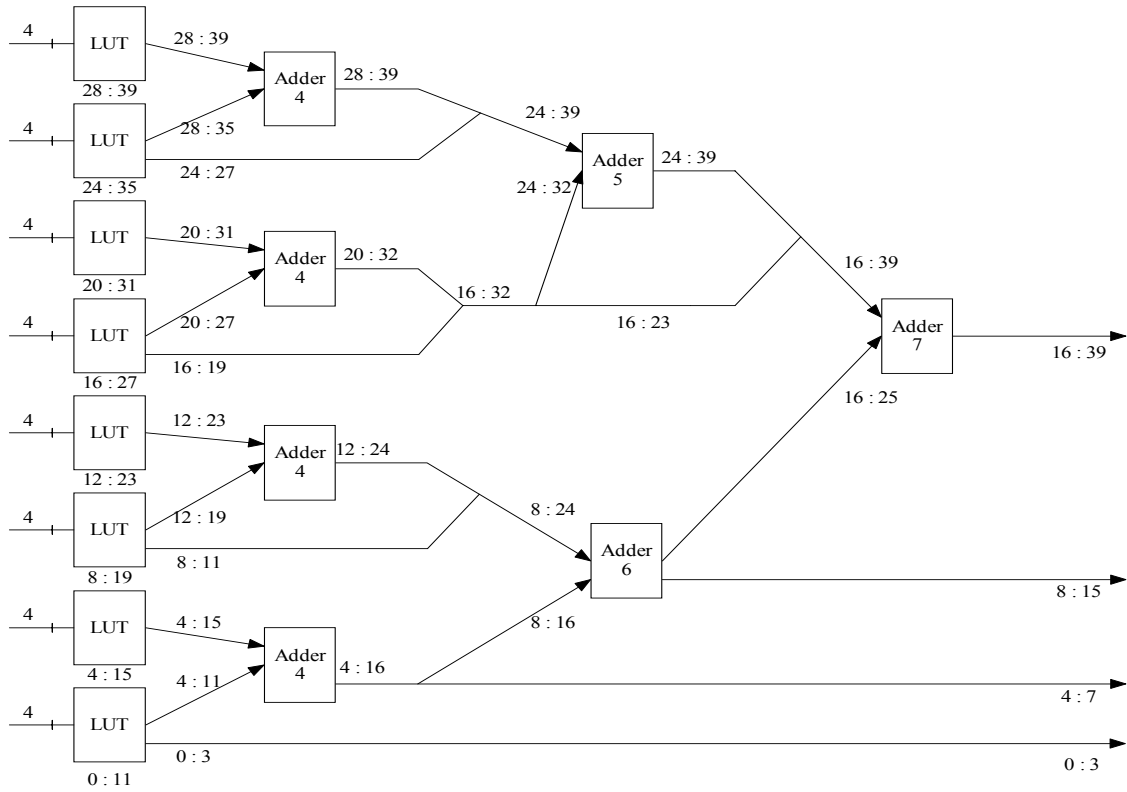 4
LUT
28 : 39
28 : 39
Adder
4
28 : 39
4
LUT
28 : 35
24 : 27
24 : 35
24 : 39
Adder
5
24 : 39
24 : 32
4
LUT
20 : 31
20 : 31
Adder
4
20 : 32
4
LUT
20 : 27
16 : 19
16 : 27
16 : 32
16 : 23
16 : 39
Adder
7
16 : 39
16 : 25
4
LUT
12 : 23
12 : 23
Adder
4
12 : 24
4
LUT
12 : 19
8 : 11
8 : 19
8 : 24
Adder
6
8 : 15
8 : 16
4
LUT
4 : 15
4 : 15
Adder
4
4 : 16
4 : 7
4
LUT
4 : 11
0 : 3
0 : 3
0 : 11